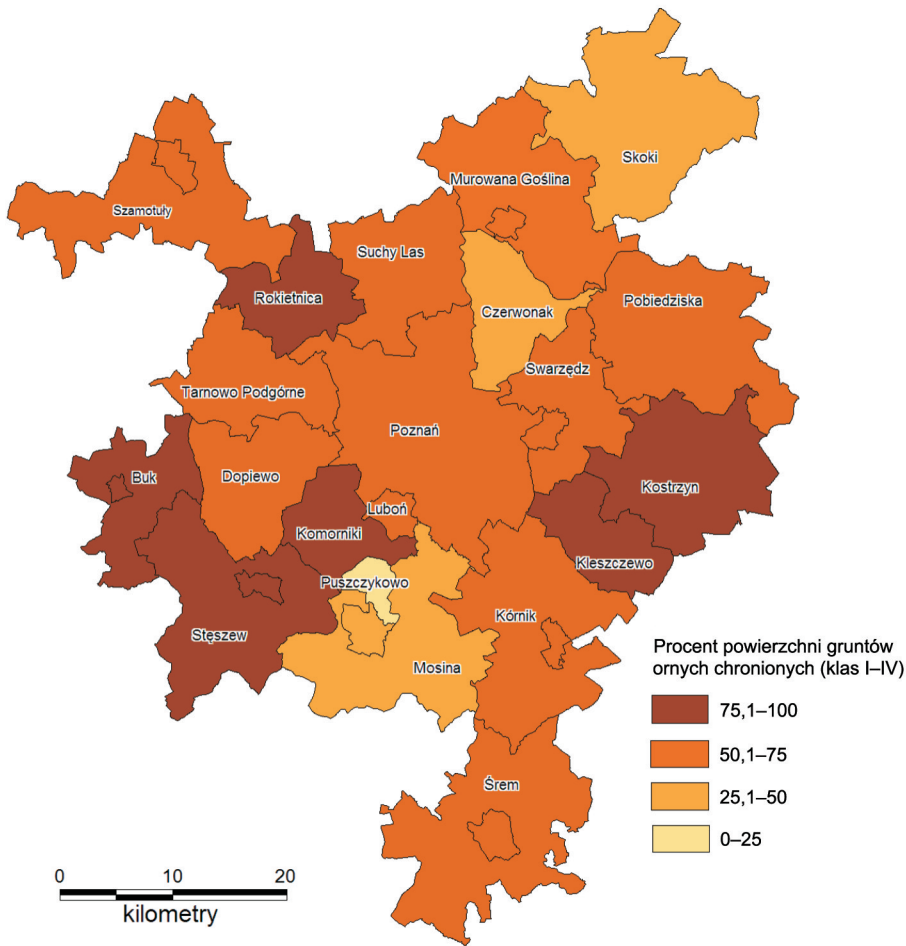 Skoki
Murowana Goślina
Szamotuły
Suchy Las
Rokietnica
Pobiedziska
Czerwonak
Swarzędz
Tarnowo Podgórne
Poznań
Buk
Dopiewo
Kostrzyn
Luboń
Komorniki
Kleszczewo
Puszczykowo
Kórnik
Stęszew
Mosina
Śrem
Procent powierzchni gruntów
ornych chronionych (klas I–IV)
75,1–100
50,1–75
25,1–50
0–25
0 10 20
kilometry